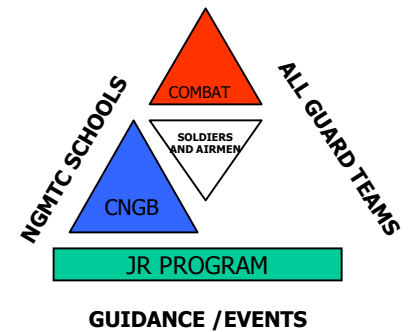 COMBAT
NGMTC SCHOOLS
ALL GUARD TEAMS
SOLDIERS
AND AIRMEN
CNGB
JR PROGRAM
GUIDANCE /EVENTS